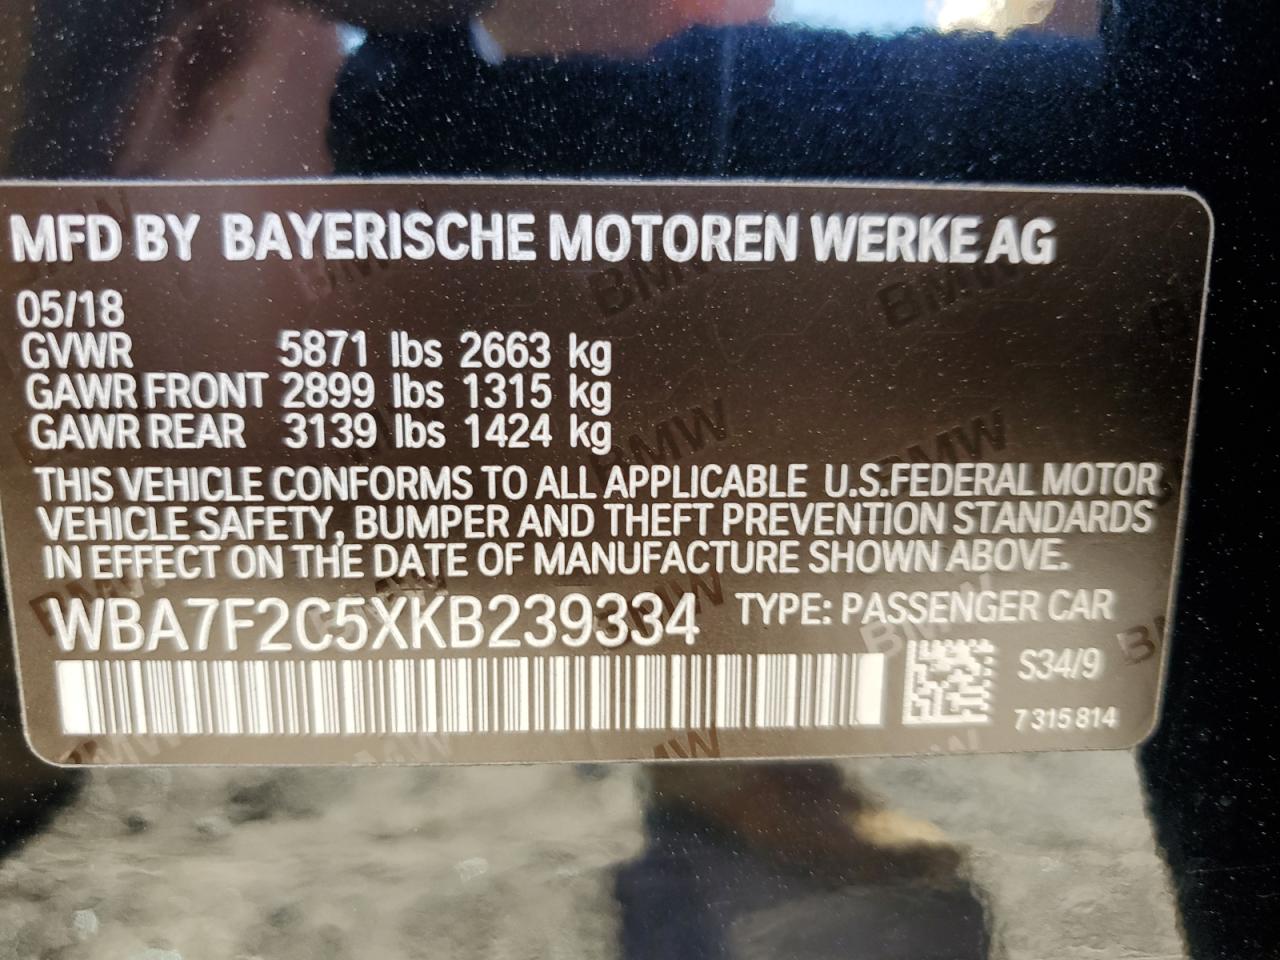 MFD BY BAYERISCHE MOTOREN WERKE AG
05/18
GVWR 5871 lbs 2663 kg
GAWR FRONT 2899 lbs 1315 kg
GAWR REAR 3139 lbs 1424 kg
THIS VEHICLE CONFORMS TO ALL APPLICABLE U.S.FEDERAL MOTOR
VEHICLE SAFETY, BUMPER AND THEFT PREVENTION STANDARDS
IN EFFECT ON THE DATE OF MANUFACTURE SHOWN ABOVE.
WBA7F2C5XKB239334 TYPE: PASSENGER CAR
S34/9
7 315 814